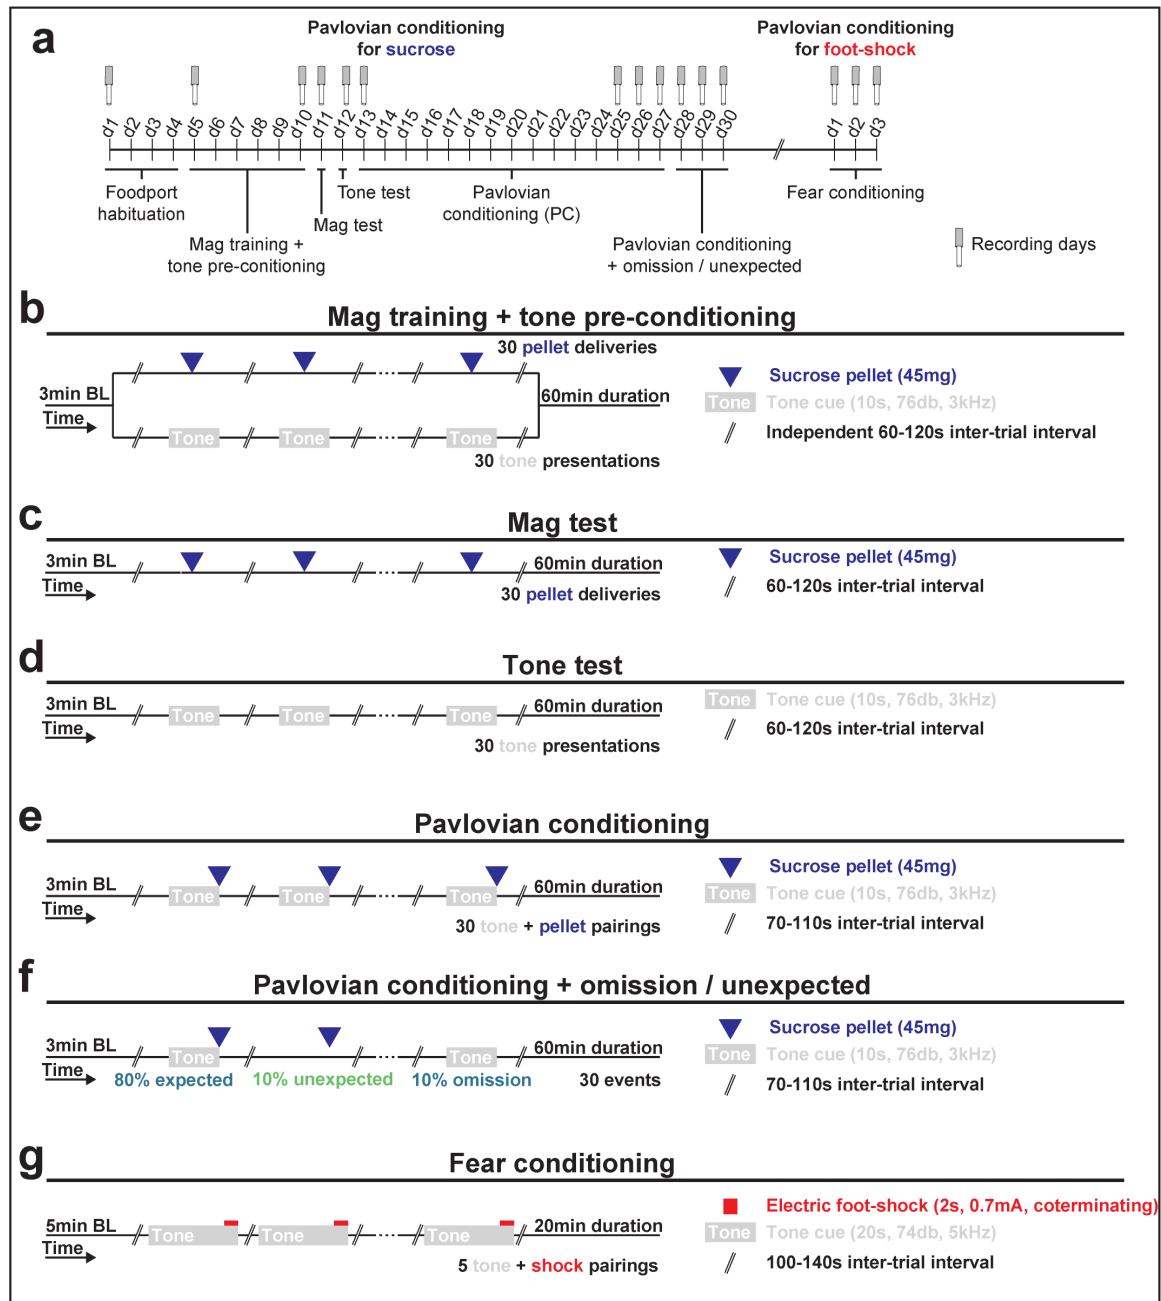 a
Pavlovian conditioning
for sucrose
Pavlovian conditioning
for foot-shock
d1 d2 d3 d4 d5 d6 d7 d8 d9 d10 d11 d12 d13 d14 d15 d16 d17 d18 d19 d20 d21 d22 d23 d24 d25 d26 d27 d28 d29 d30 d1 d2 d3
Foodport
habituation
Mag training +
tone pre-conitioning
Mag test
Tone test
Pavlovian
conditioning (PC)
Pavlovian conditioning
+ omission / unexpected
Fear conditioning
Recording days
b
Mag training + tone pre-conditioning
30 pellet deliveries
3min BL
Time
60min duration
Tone Tone Tone
30 tone presentations
Sucrose pellet (45mg)
Tone Tone cue (10s, 76db, 3kHz)
Independent 60-120s inter-trial interval
c
Mag test
3min BL
Time
60min duration
30 pellet deliveries
Sucrose pellet (45mg)
60-120s inter-trial interval
d
Tone test
3min BL
Time
Tone Tone Tone
60min duration
30 tone presentations
Tone Tone cue (10s, 76db, 3kHz)
60-120s inter-trial interval
e
Pavlovian conditioning
3min BL
Time
Tone Tone Tone
60min duration
30 tone + pellet pairings
Sucrose pellet (45mg)
Tone Tone cue (10s, 76db, 3kHz)
70-110s inter-trial interval
f
Pavlovian conditioning + omission / unexpected
3min BL
Time
Tone Tone
60min duration
80% expected 10% unexpected 10% omission 30 events
Sucrose pellet (45mg)
Tone Tone cue (10s, 76db, 3kHz)
70-110s inter-trial interval
g
Fear conditioning
5min BL
Time
Tone Tone Tone
20min duration
5 tone + shock pairings
Electric foot-shock (2s, 0.7mA, coterminating)
Tone Tone cue (20s, 74db, 5kHz)
100-140s inter-trial interval